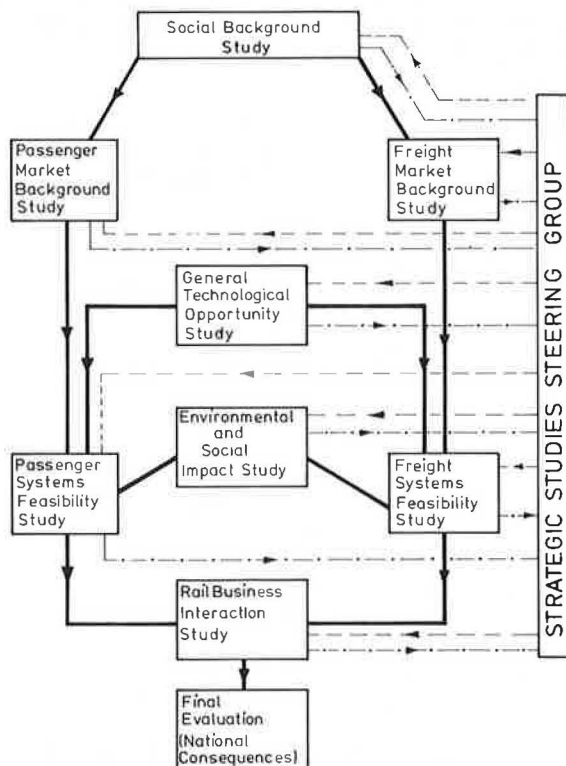 Social Background
Study
Passenger
Market
Background
Study
Freight
Market
Background
Study
General
Technological
Opportunity
Study
Environmental
and Social
Impact Study
Passenger
Systems
Feasibility
Study
Freight
Systems
Feasibility
Study
Rail Business
Interaction
Study
Final
Evaluation
(National
Consequences)
STRATEGIC STUDIES STEERING GROUP